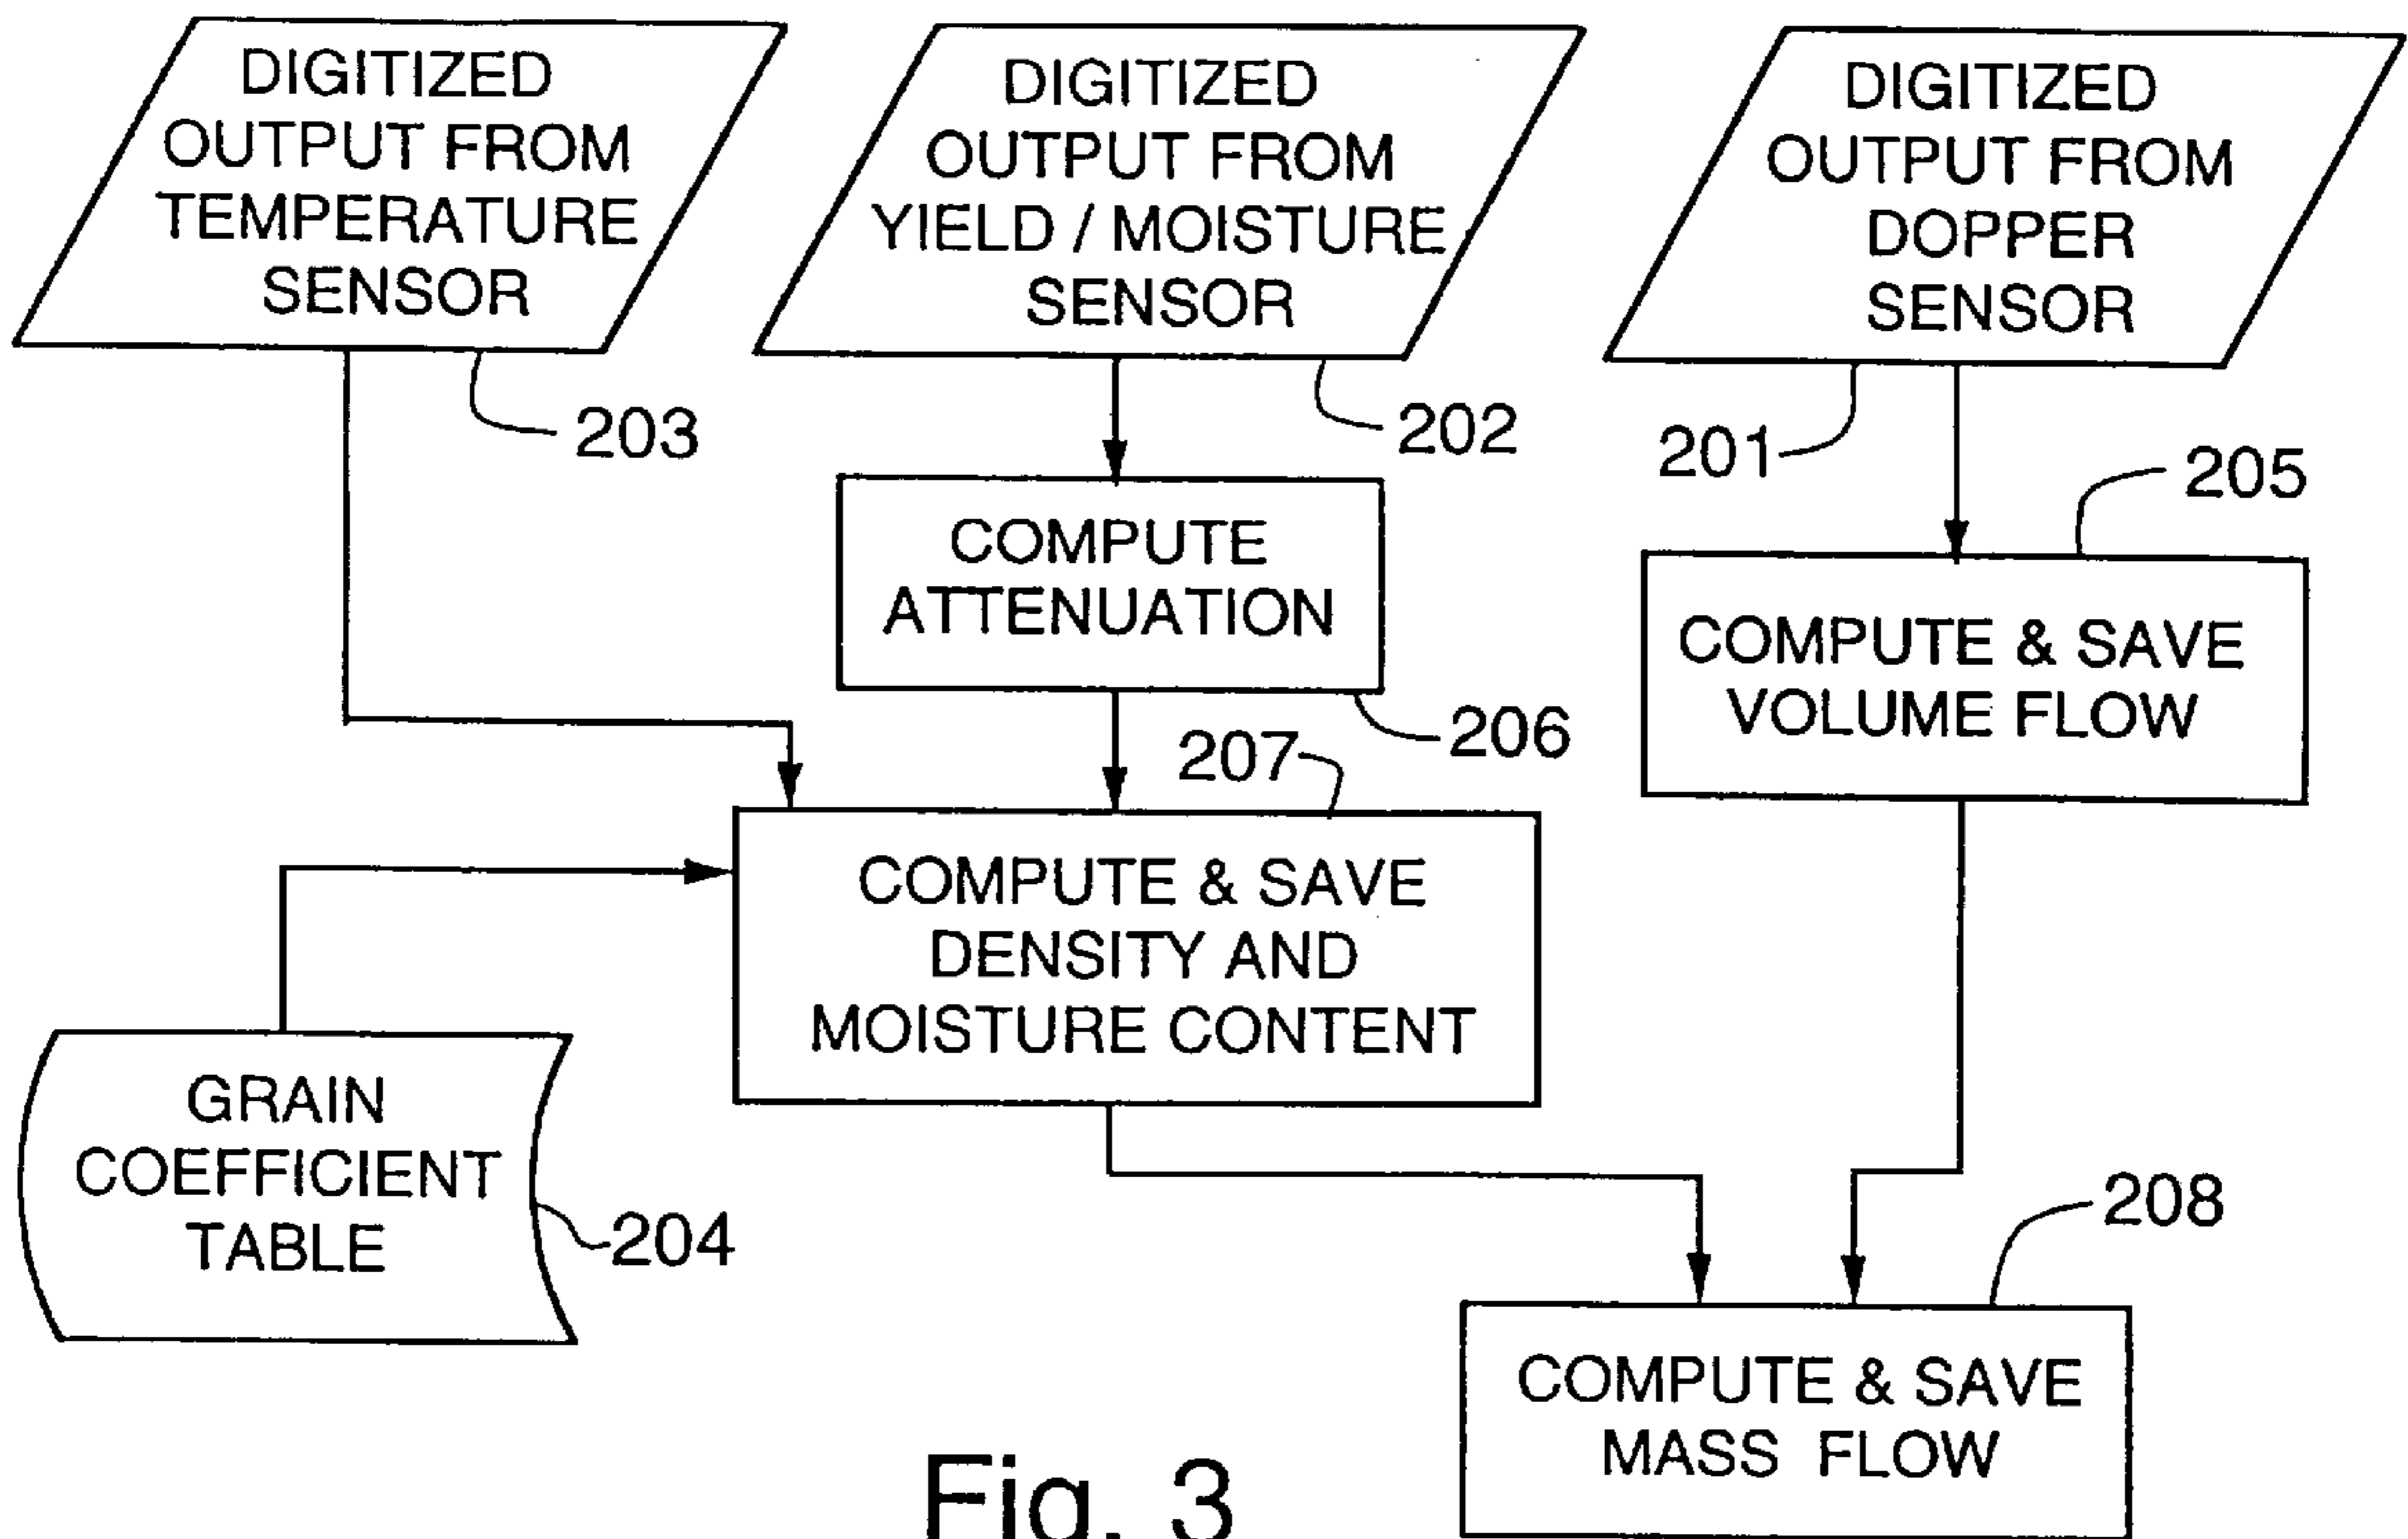 DIGITIZED
OUTPUT FROM
TEMPERATURE
SENSOR
203
DIGITIZED
OUTPUT FROM
YIELD / MOISTURE
SENSOR
202
DIGITIZED
OUTPUT FROM
DOPPER
SENSOR
201
205
COMPUTE
ATTENUATION
206
COMPUTE & SAVE
VOLUME FLOW
207
COMPUTE & SAVE
DENSITY AND
MOISTURE CONTENT
GRAIN
COEFFICIENT
TABLE
204
208
COMPUTE & SAVE
MASS FLOW
Fig. 3